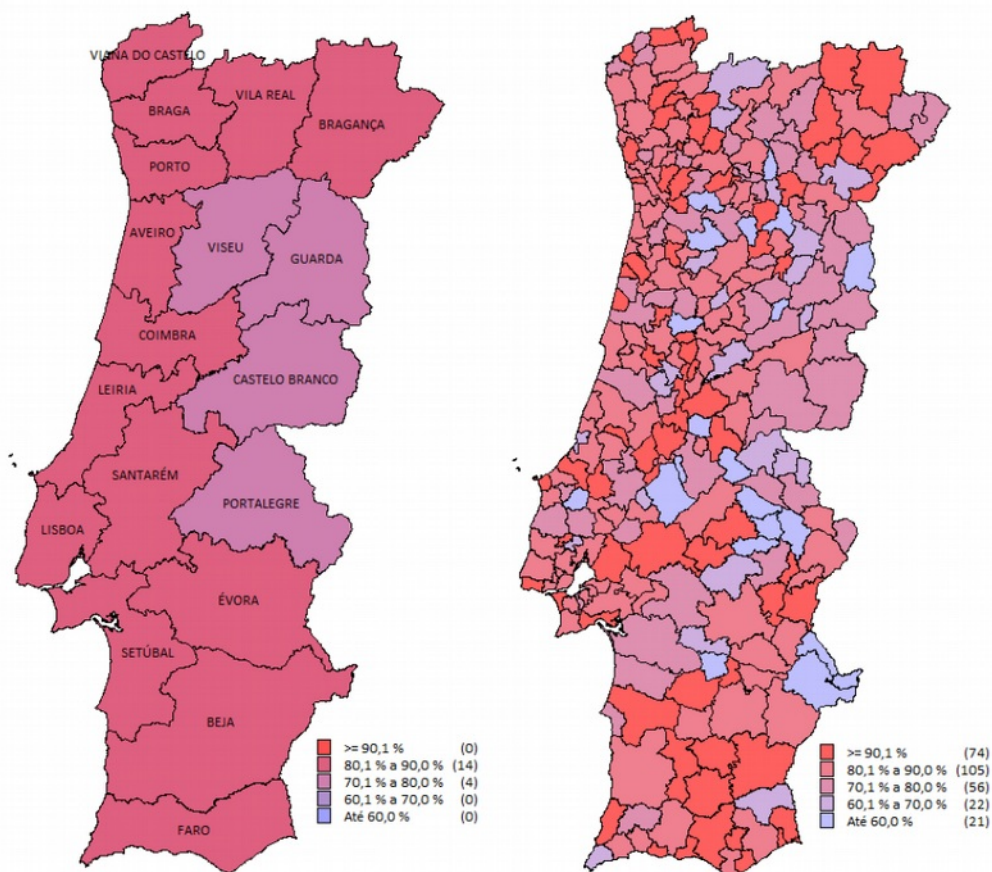 VIANA DO CASTELO
BRAGA
VILA REAL
BRAGANÇA
PORTO
AVEIRO
VISEU
GUARDA
COIMBRA
CASTELO BRANCO
LEIRIA
SANTARÉM
PORTALEGRE
LISBOA
ÉVORA
SETÚBAL
BEJA
FARO
>= 90,1 % (0)
80,1 % a 90,0 % (14)
70,1 % a 80,0 % (4)
60,1 % a 70,0 % (0)
Até 60,0 % (0)
>= 90,1 % (74)
80,1 % a 90,0 % (105)
70,1 % a 80,0 % (56)
60,1 % a 70,0 % (22)
Até 60,0 % (21)